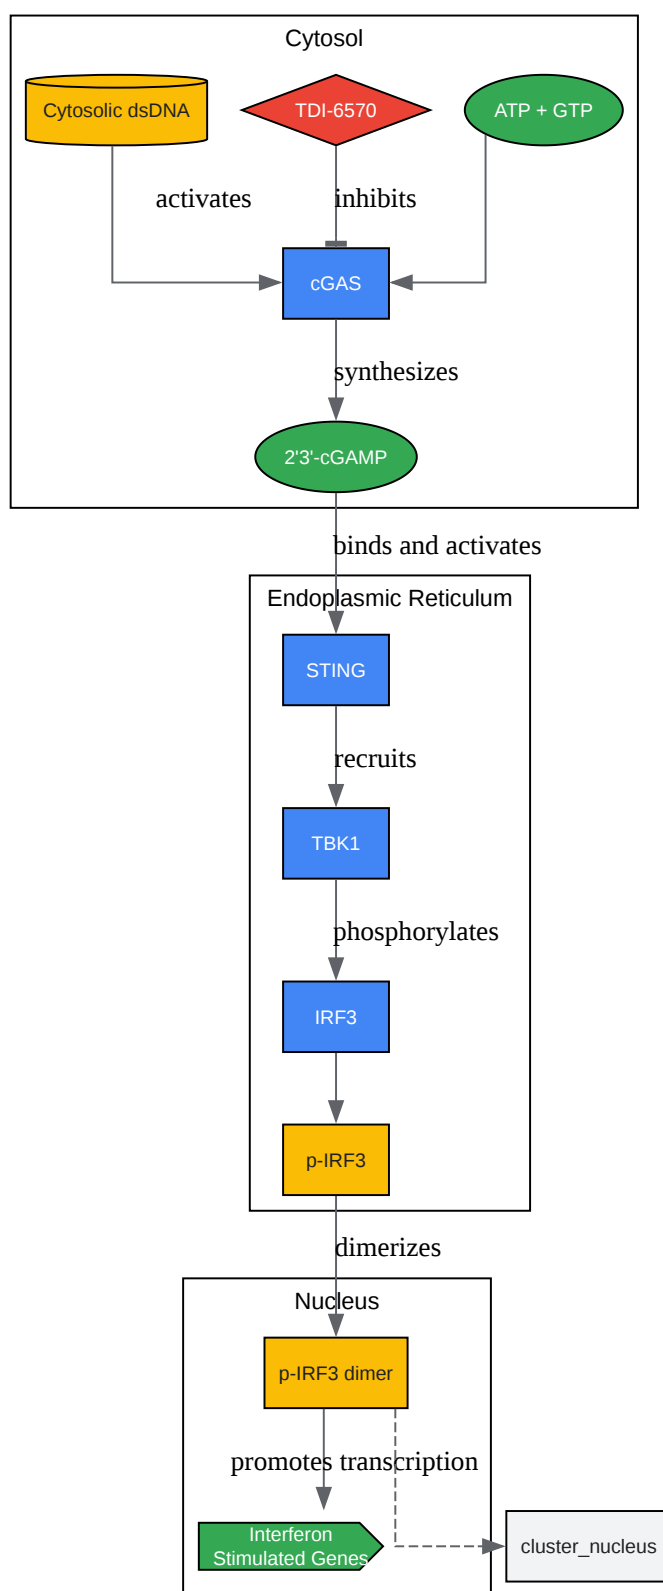 Cytosol
Cytosolic dsDNA
TDI-6570
ATP + GTP
activates
inhibits
cGAS
synthesizes
2'3'-cGAMP
binds and activates
Endoplasmic Reticulum
STING
recruits
TBK1
phosphorylates
IRF3
p-IRF3
dimerizes
Nucleus
p-IRF3 dimer
promotes transcription
Interferon
Stimulated Genes
cluster_nucleus